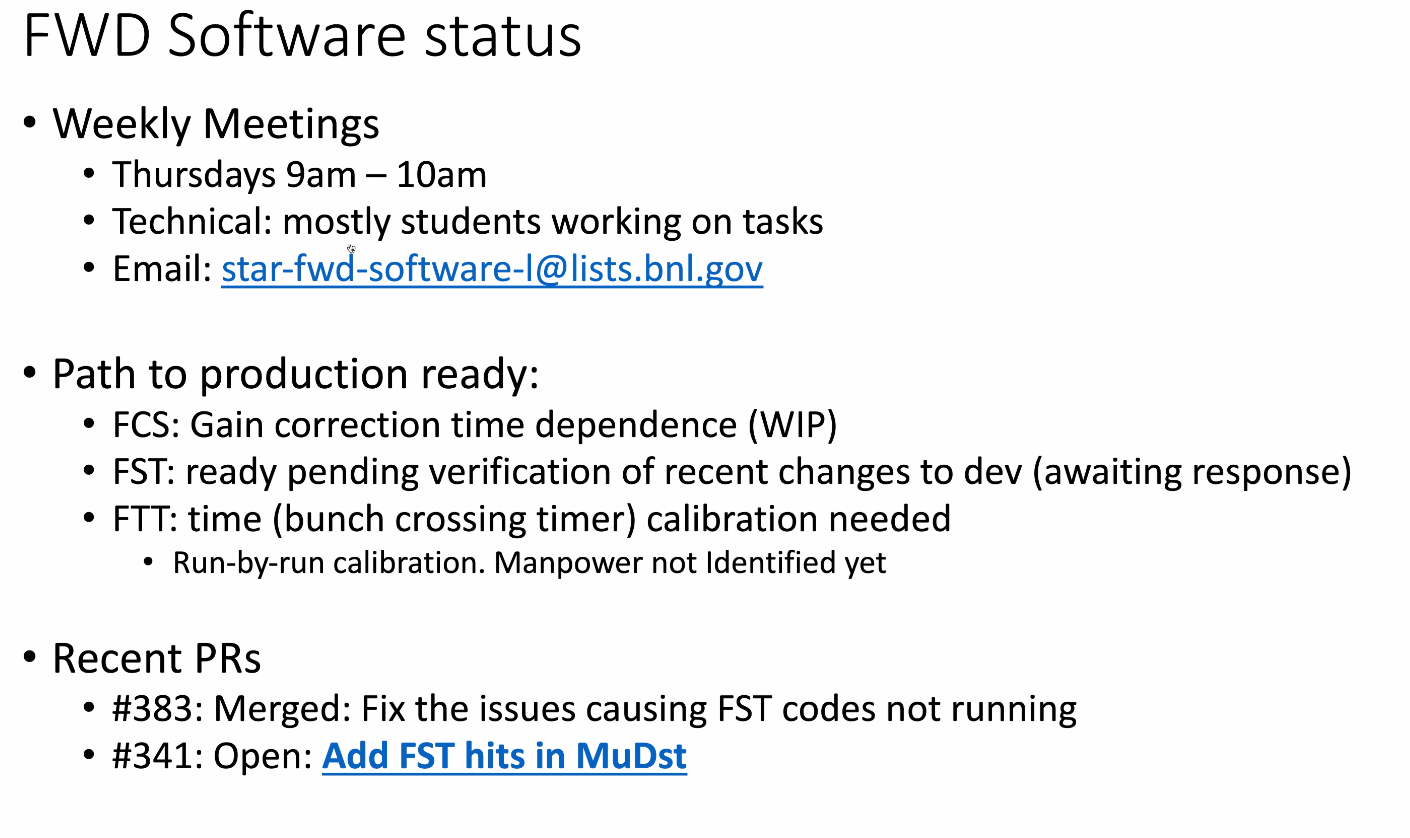 FWD Software status
• Weekly Meetings
• Thursdays 9am – 10am
• Technical: mostly students working on tasks
• Email: star-fwd-software-l@lists.bnl.gov
• Path to production ready:
• FCS: Gain correction time dependence (WIP)
• FST: ready pending verification of recent changes to dev (awaiting response)
• FTT: time (bunch crossing timer) calibration needed
• Run-by-run calibration. Manpower not Identified yet
• Recent PRs
• #383: Merged: Fix the issues causing FST codes not running
• #341: Open: Add FST hits in MuDst